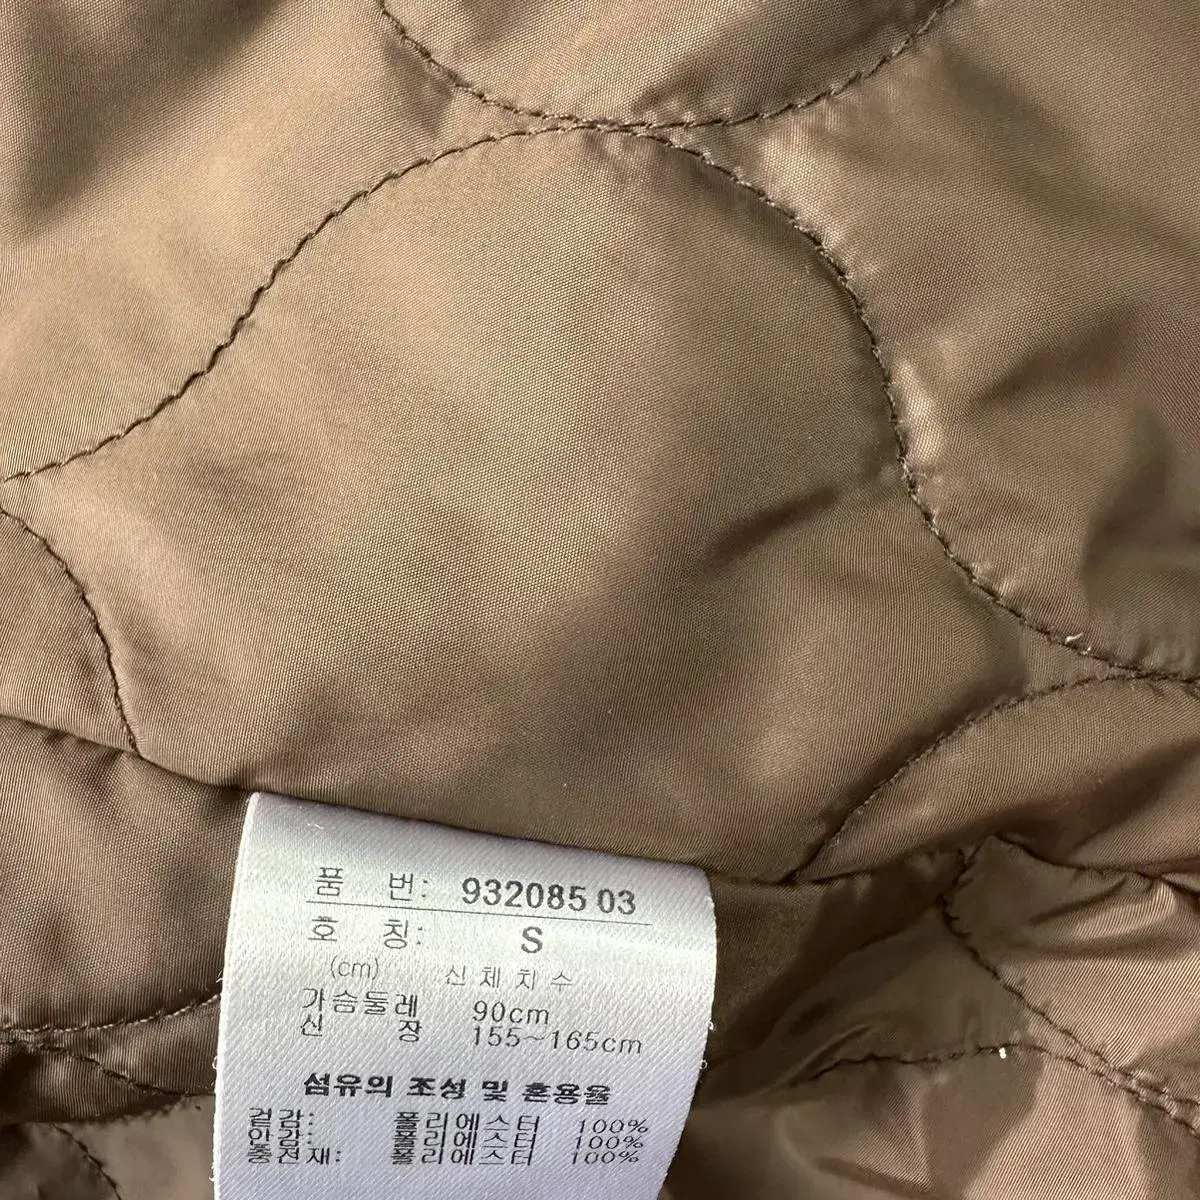 품 번: 932085 03
호 칭: S
(cm) 신체치수
가슴둘레 90cm
신 장 155~165cm
섬유의 조성 및 혼용율
겉감: 폴리에스터 100%
안감: 폴리에스터 100%
충전재: 폴리에스터 100%